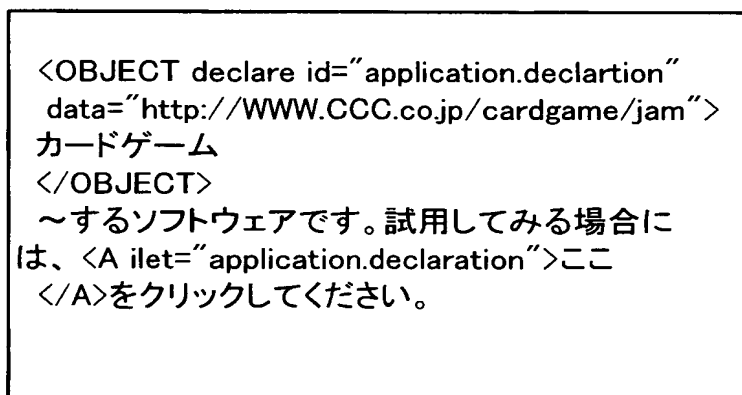 <OBJECT declare id="application.declartion"
data="http://WWW.CCC.co.jp/cardgame/jam">
カードゲーム
</OBJECT>
～するソフトウェアです。試用してみる場合に
は、<A ilet="application.declaration">ここ
</A>をクリックしてください。